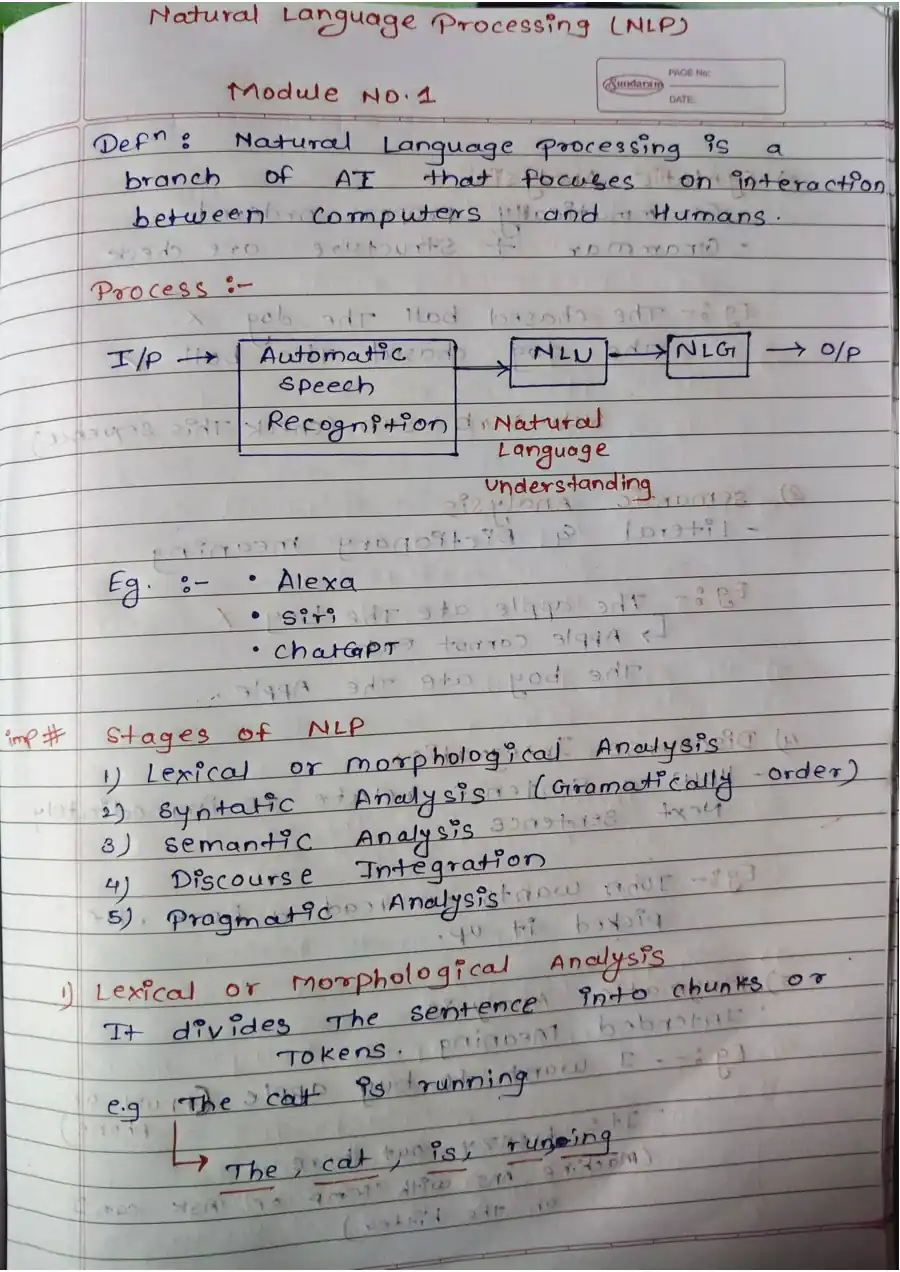 Natural Language Processing (NLP)
Sundaram
PAGE No:
DATE:
Module No. 1
Defn : Natural Language processing is a
branch of AI that focuses on interaction
between computers and Humans.
Process :-
I/P → Automatic Speech Recognition → NLU → NLG → O/P
Natural
Language
Understanding
Eg. :- • Alexa
• Siri
• ChatGPT
imp # Stages of NLP
1) Lexical or morphological Analysis
2) Syntatic Analysis (Gramatically order)
3) Semantic Analysis
4) Discourse Integration
5) Pragmatic Analysis
1) Lexical or Morphological Analysis
It divides The sentence into chunks or
Tokens.
e.g The cat is running
The, cat, is, running